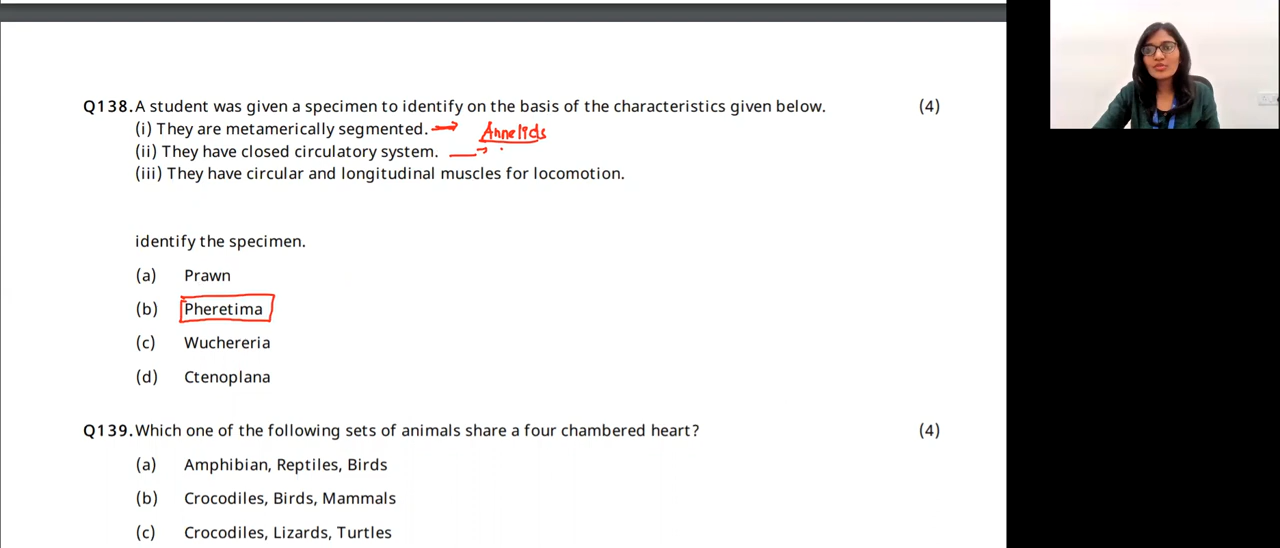 Q138. A student was given a specimen to identify on the basis of the characteristics given below. (4)
(i) They are metamerically segmented. → Annelids
(ii) They have closed circulatory system. →
(iii) They have circular and longitudinal muscles for locomotion.
identify the specimen.
(a) Prawn
(b) Pheretima
(c) Wuchereria
(d) Ctenoplana
Q139. Which one of the following sets of animals share a four chambered heart? (4)
(a) Amphibian, Reptiles, Birds
(b) Crocodiles, Birds, Mammals
(c) Crocodiles, Lizards, Turtles